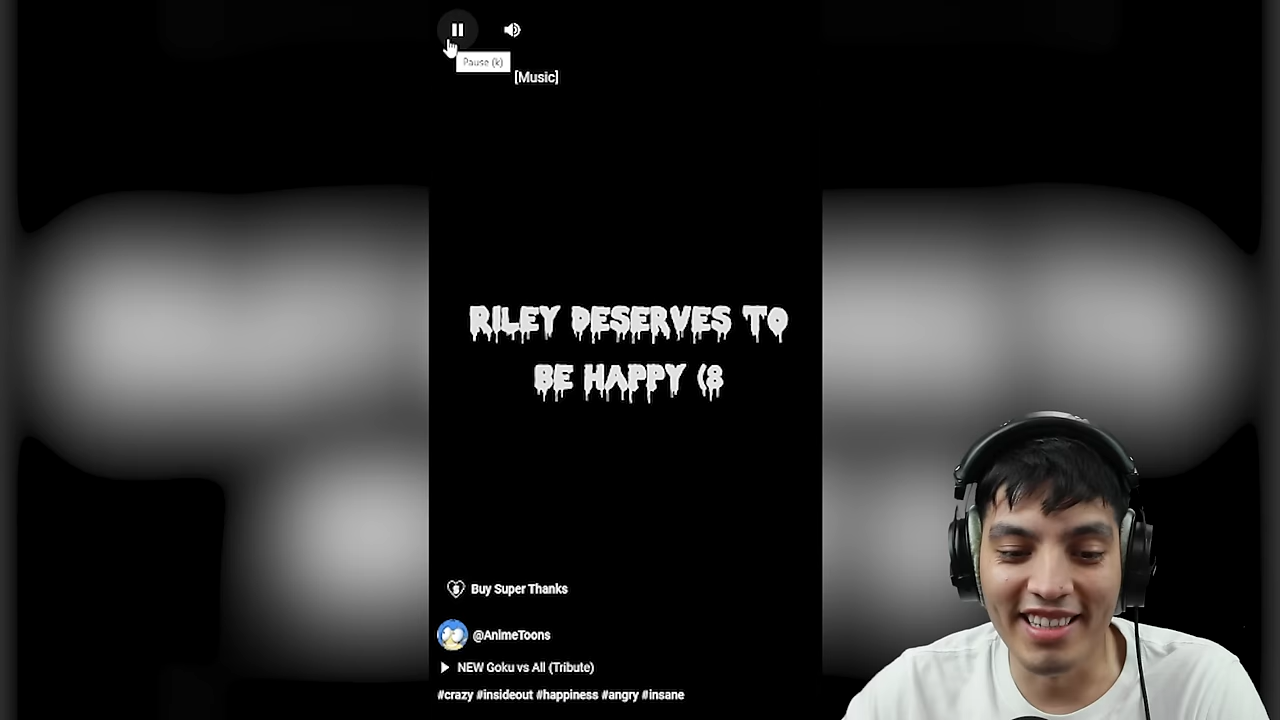 Pause (k)
[Music]
RILEY DESERVES TO
BE HAPPY (8
Buy Super Thanks
@AnimeToons
NEW Goku vs All (Tribute)
#crazy #insideout #happiness #angry #insane